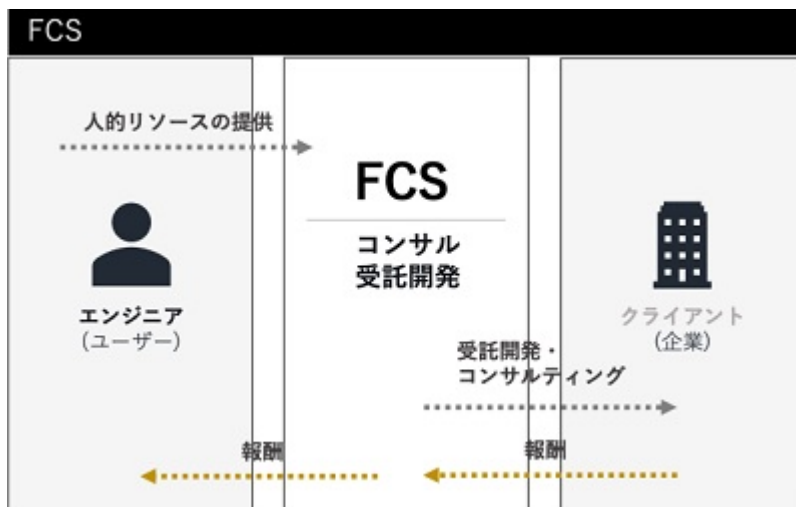 FCS
人的リソースの提供
FCS
コンサル
受託開発
エンジニア
(ユーザー)
クライアント
(企業)
受託開発・
コンサルティング
報酬
報酬